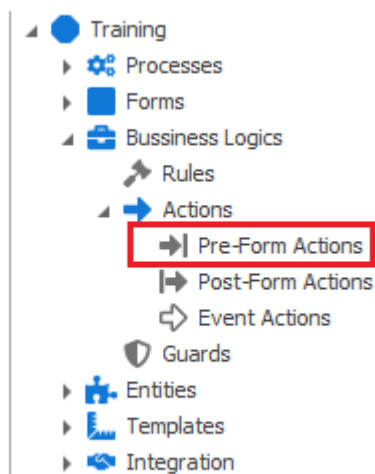 Training
Processes
Forms
Bussiness Logics
Rules
Actions
Pre-Form Actions
Post-Form Actions
Event Actions
Guards
Entities
Templates
Integration